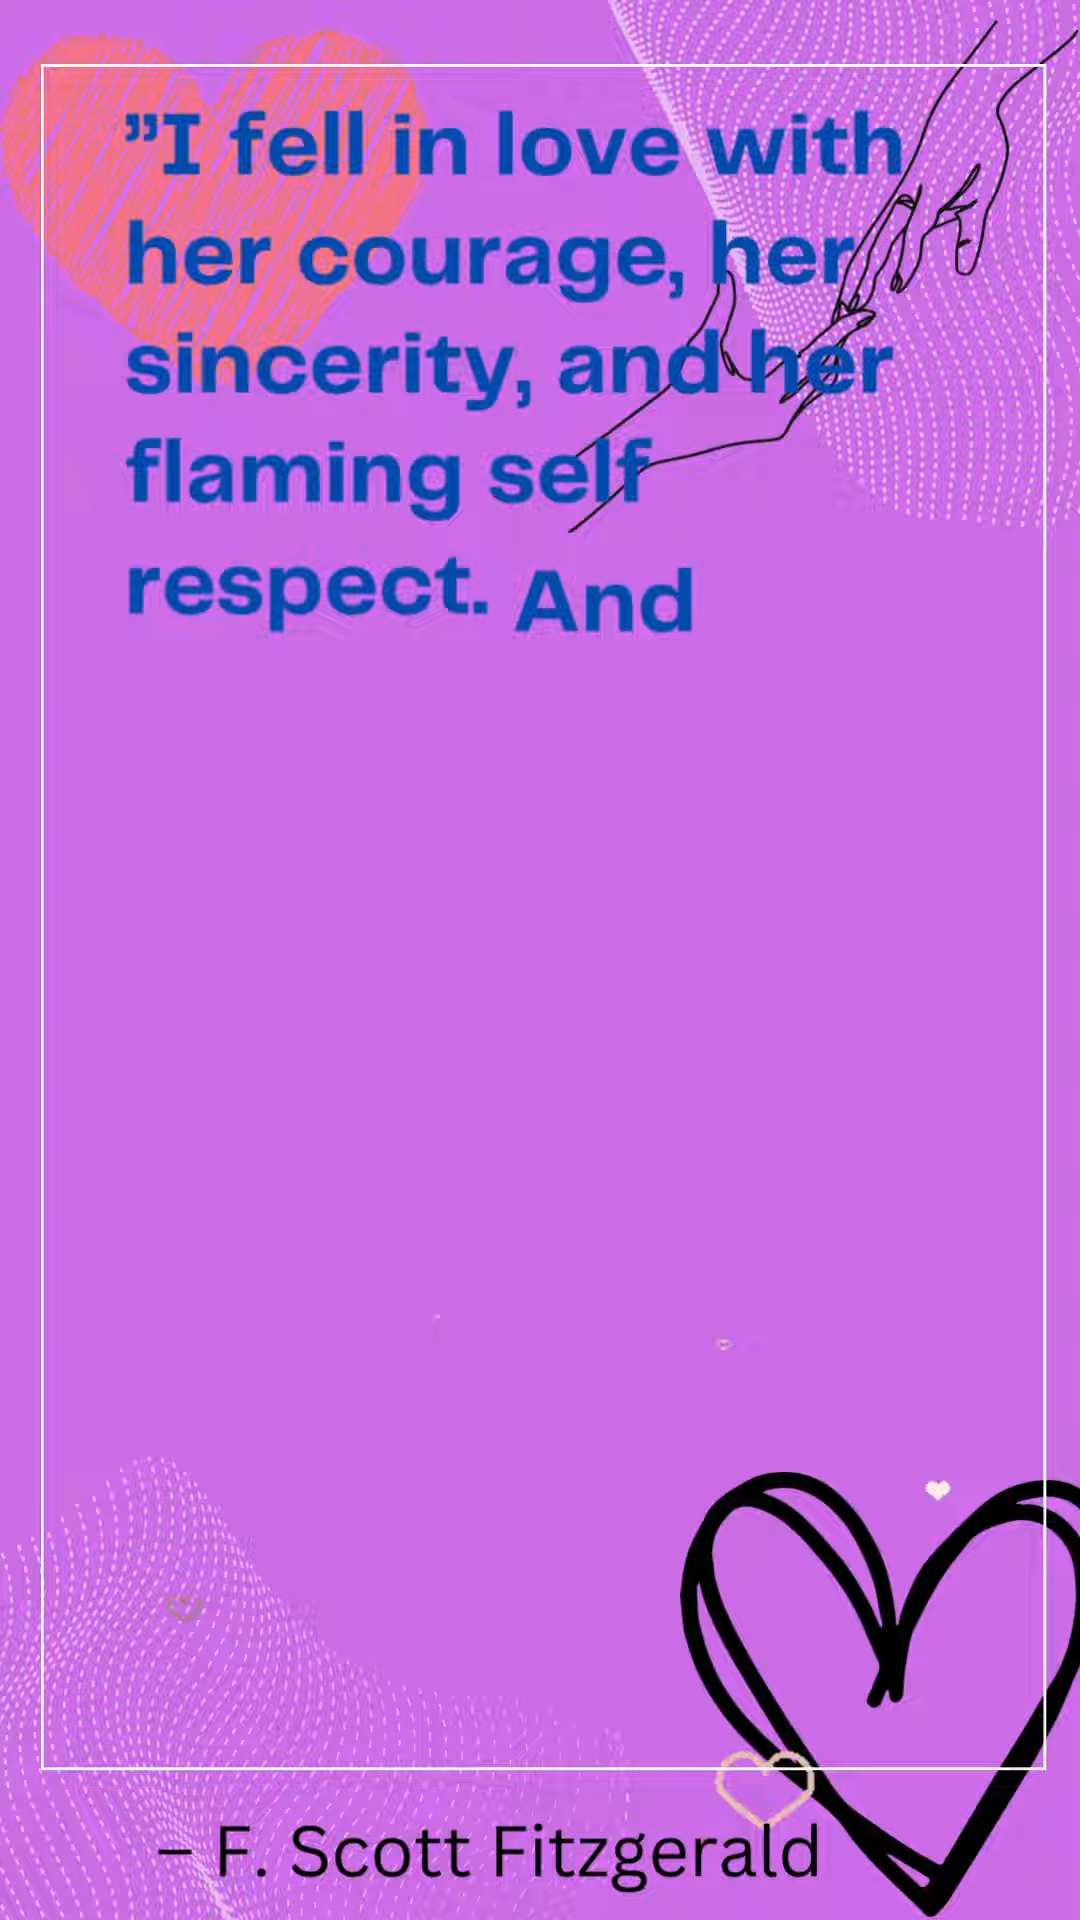 ”I fell in love with
her courage, her
sincerity, and her
flaming self
respect. And
– F. Scott Fitzgerald